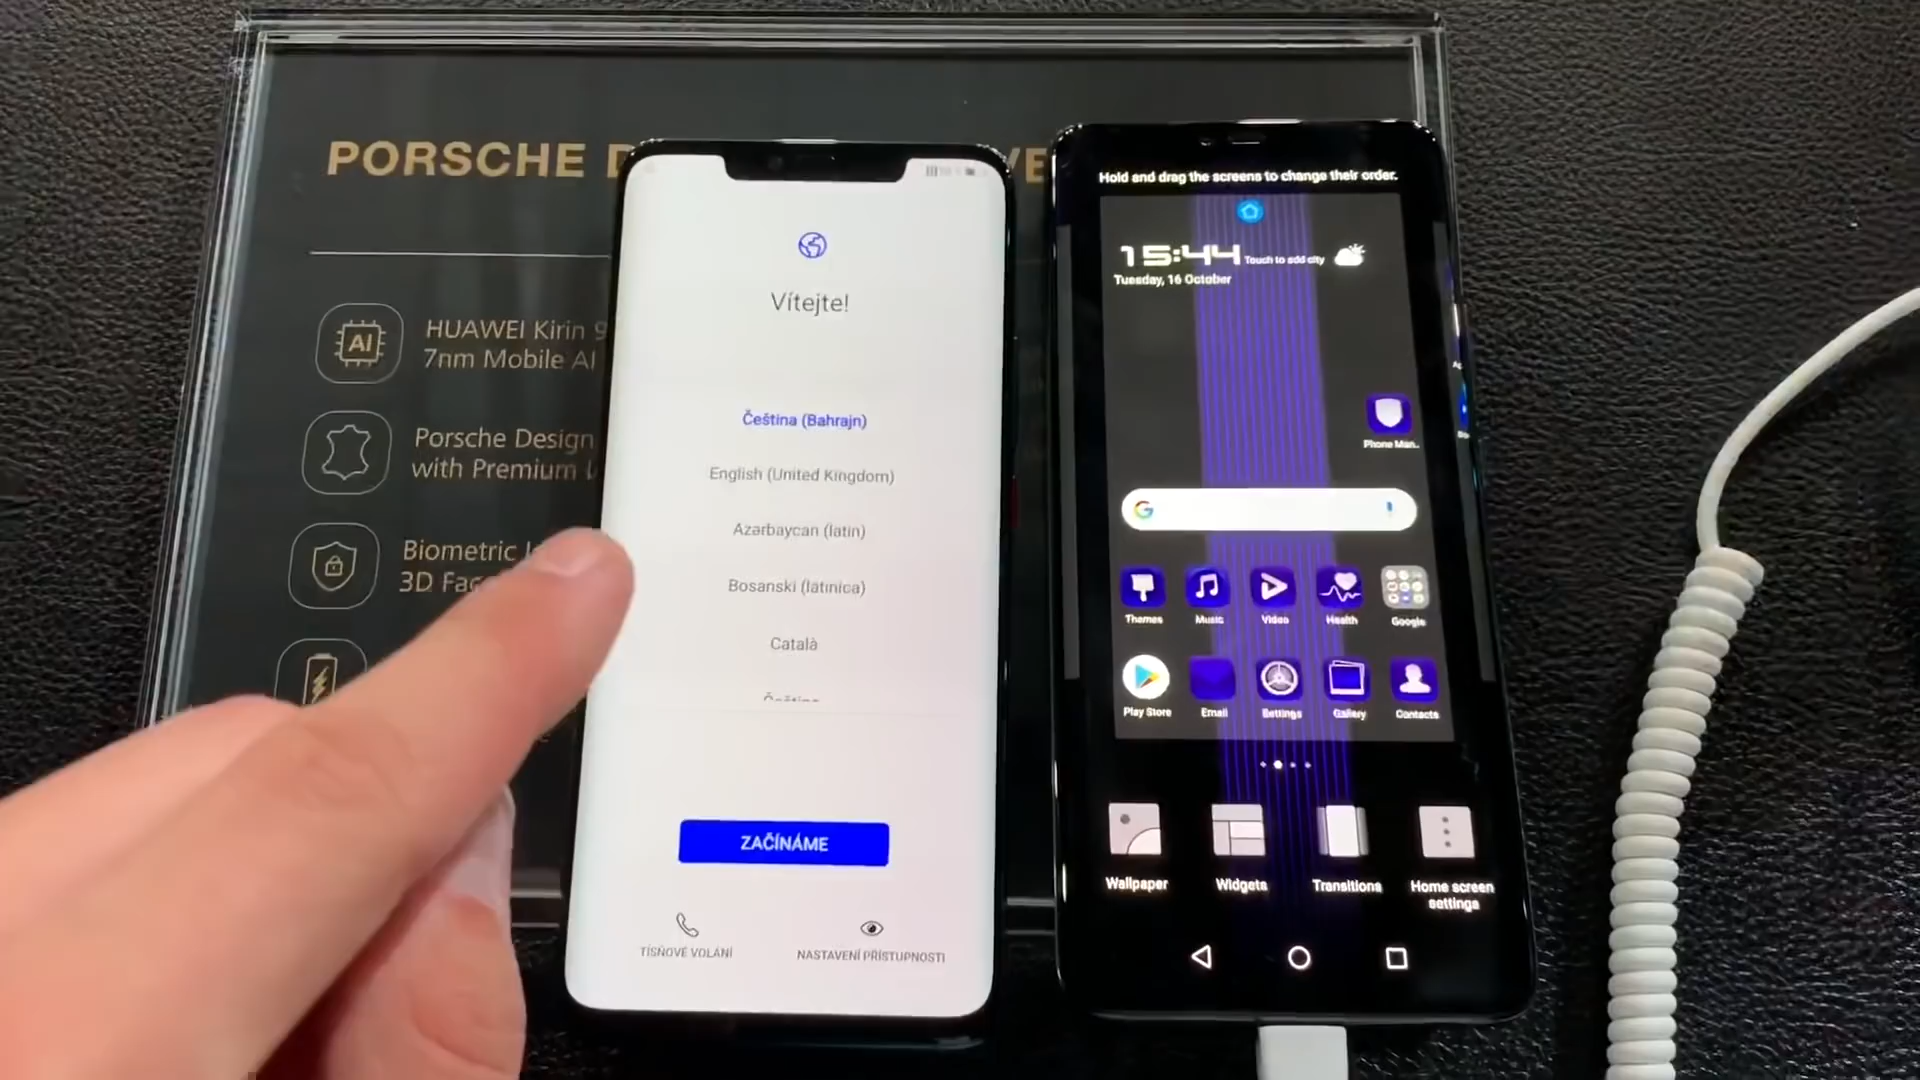 PORSCHE
HUAWEI Kirin 9
7nm Mobile AI
AI
Porsche Design
with Premium
Biometric
Vítejte!
Čeština (Bahrajn)
English (United Kingdom)
Azərbaycan (latın)
Bosanski (latinica)
Català
Čeština
ZAČÍNÁME
TÍSŇOVÉ VOLÁNÍ
NASTAVENÍ PŘÍSTUPNOSTI
Hold and drag the screens to change their order.
15:44 Touch to add city
Tuesday, 16 October
Phone Man..
G
Themes Music Video Health Google
Play Store Email Settings Gallery Contacts
Wallpaper Widgets Transitions Home screen
settings